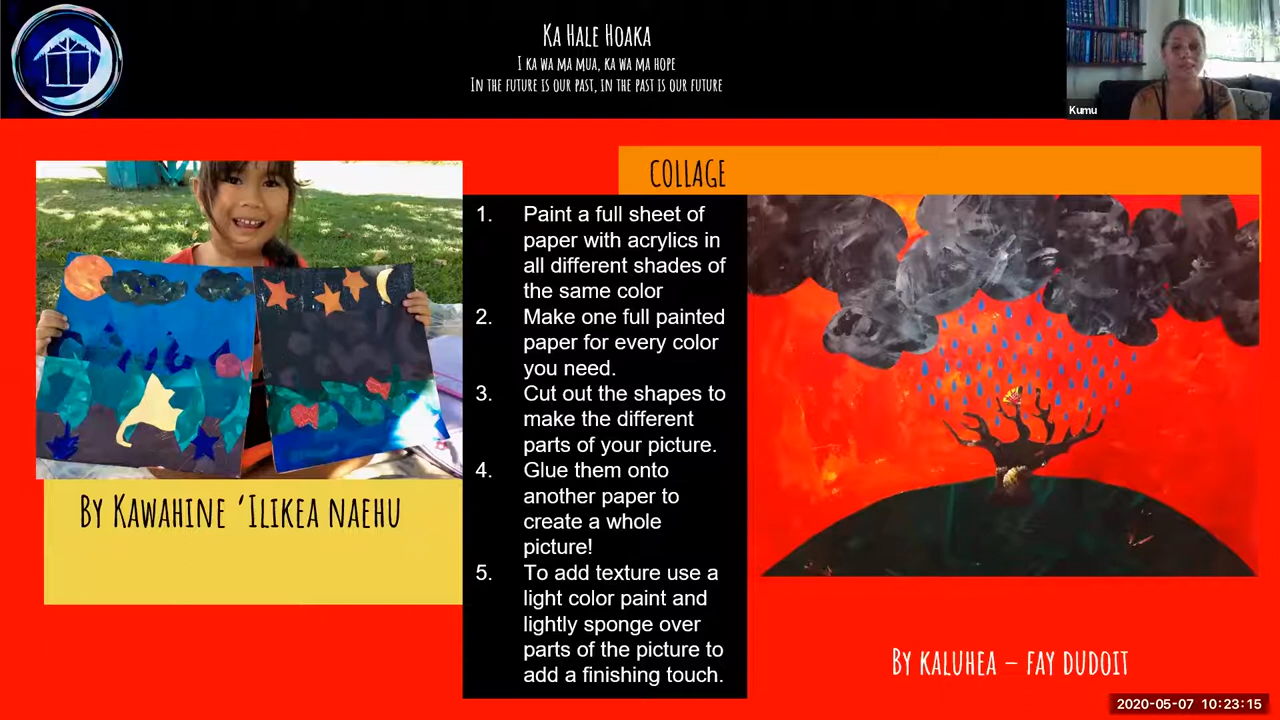 KA HALE HOAKA
I KA WA MA MUA, KA WA MA HOPE
IN THE FUTURE IS OUR PAST, IN THE PAST IS OUR FUTURE
Kumu
COLLAGE
1. Paint a full sheet of
paper with acrylics in
all different shades of
the same color
2. Make one full painted
paper for every color
you need.
3. Cut out the shapes to
make the different
parts of your picture.
4. Glue them onto
another paper to
create a whole
picture!
5. To add texture use a
light color paint and
lightly sponge over
parts of the picture to
add a finishing touch.
BY KAWAHINE ‘ILIKEA NAEHU
BY KALUHEA – FAY DUDOIT
2020-05-07 10:23:15